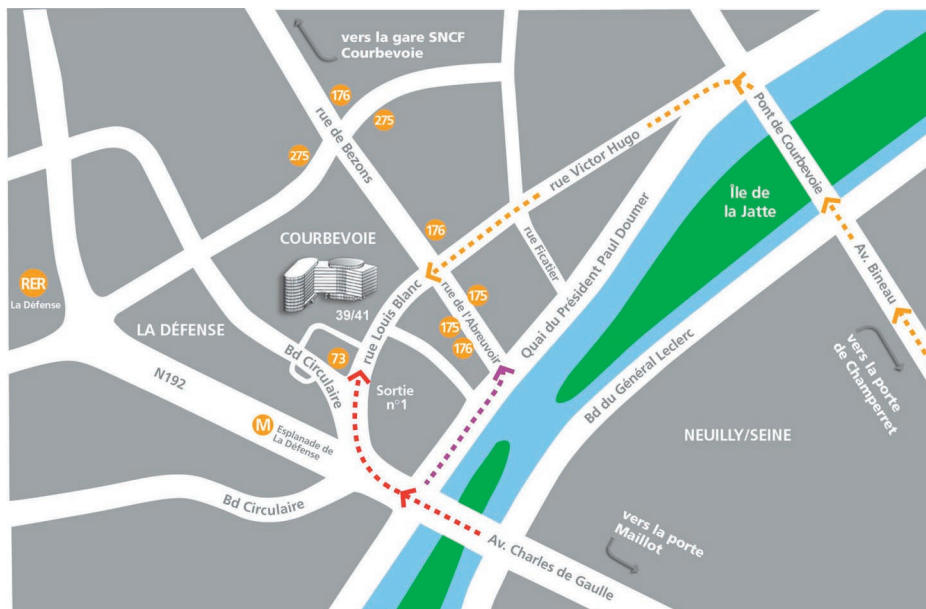 vers la gare SNCF
Courbevoie
176
275
275
rue de Bezons
rue Victor Hugo
Pont de Courbevoie
Île de
la Jatte
Av. Bineau
vers la porte
de Champerret
176
COURBEVOIE
39/41
rue Ficatier
Quai du Président Paul Doumer
RER
La Défense
LA DÉFENSE
N192
Bd Circulaire
73
rue Louis Blanc
rue de l'Abreuvoir
175
175
176
Sortie
n°1
Bd du Général Leclerc
NEUILLY/SEINE
M
Esplanade de
La Défense
Bd Circulaire
Av. Charles de Gaulle
vers la porte
Maillot